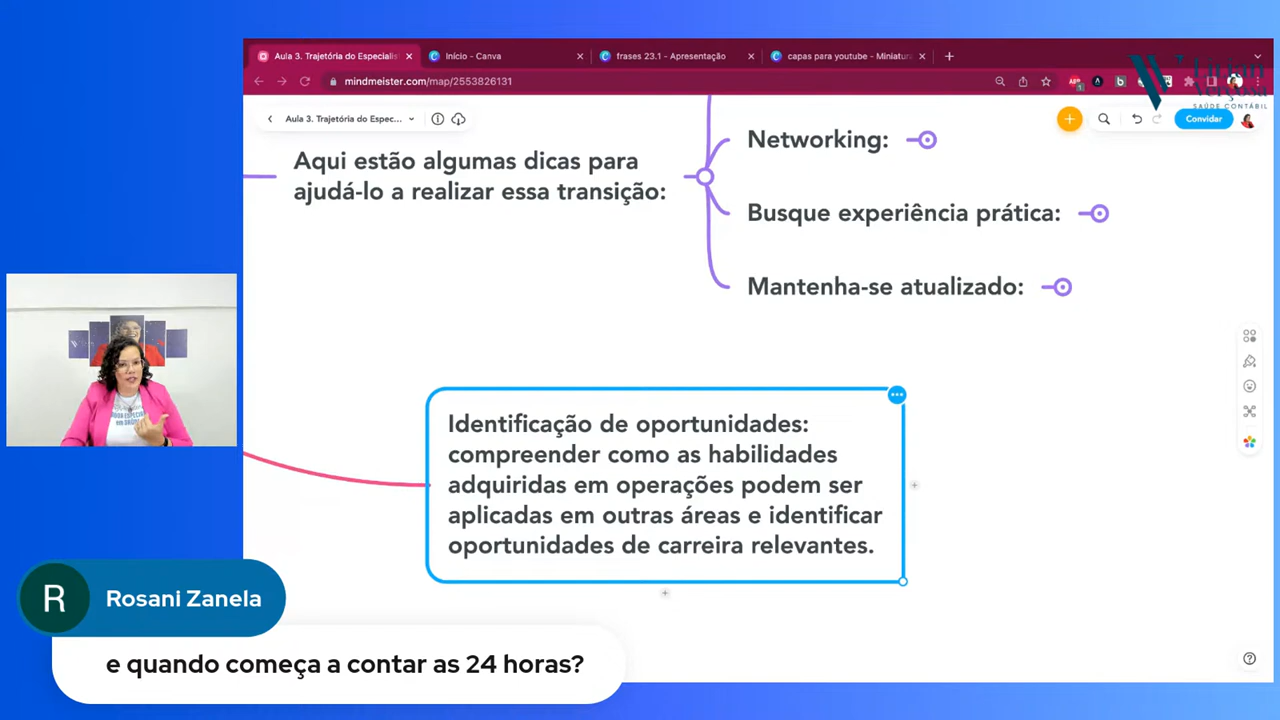 Aula 3. Trajetória do Especialis
Início - Canva
frases 23.1 - Apresentação
capas para youtube - Miniatura
mindmeister.com/map/2553826131
Lilian
Verçosa
SAÚDE CONTÁBIL
Aula 3. Trajetória do Espec...
Convidar
Aqui estão algumas dicas para
ajudá-lo a realizar essa transição:
Networking:
Busque experiência prática:
Mantenha-se atualizado:
Identificação de oportunidades:
compreender como as habilidades
adquiridas em operações podem ser
aplicadas em outras áreas e identificar
oportunidades de carreira relevantes.
R
Rosani Zanela
e quando começa a contar as 24 horas?